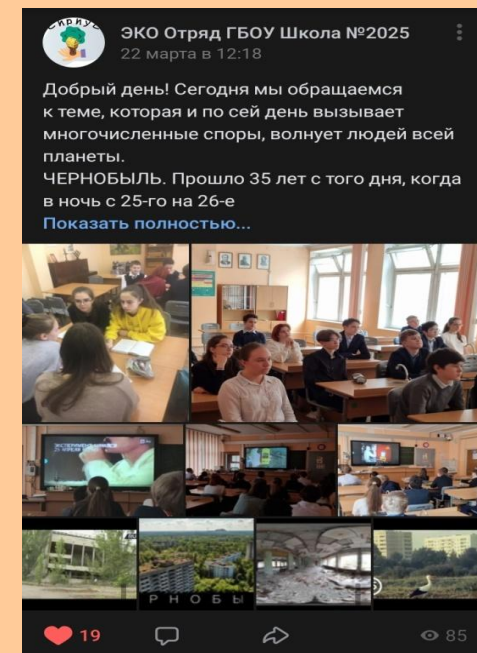 СИРИУС
ЭКО Отряд ГБОУ Школа №2025
22 марта в 12:18
Добрый день! Сегодня мы обращаемся
к теме, которая и по сей день вызывает
многочисленные споры, волнует людей всей
планеты.
ЧЕРНОБЫЛЬ. Прошло 35 лет с того дня, когда
в ночь с 25-го на 26-е
Показать полностью...
Р Н О Б Ы
19
85